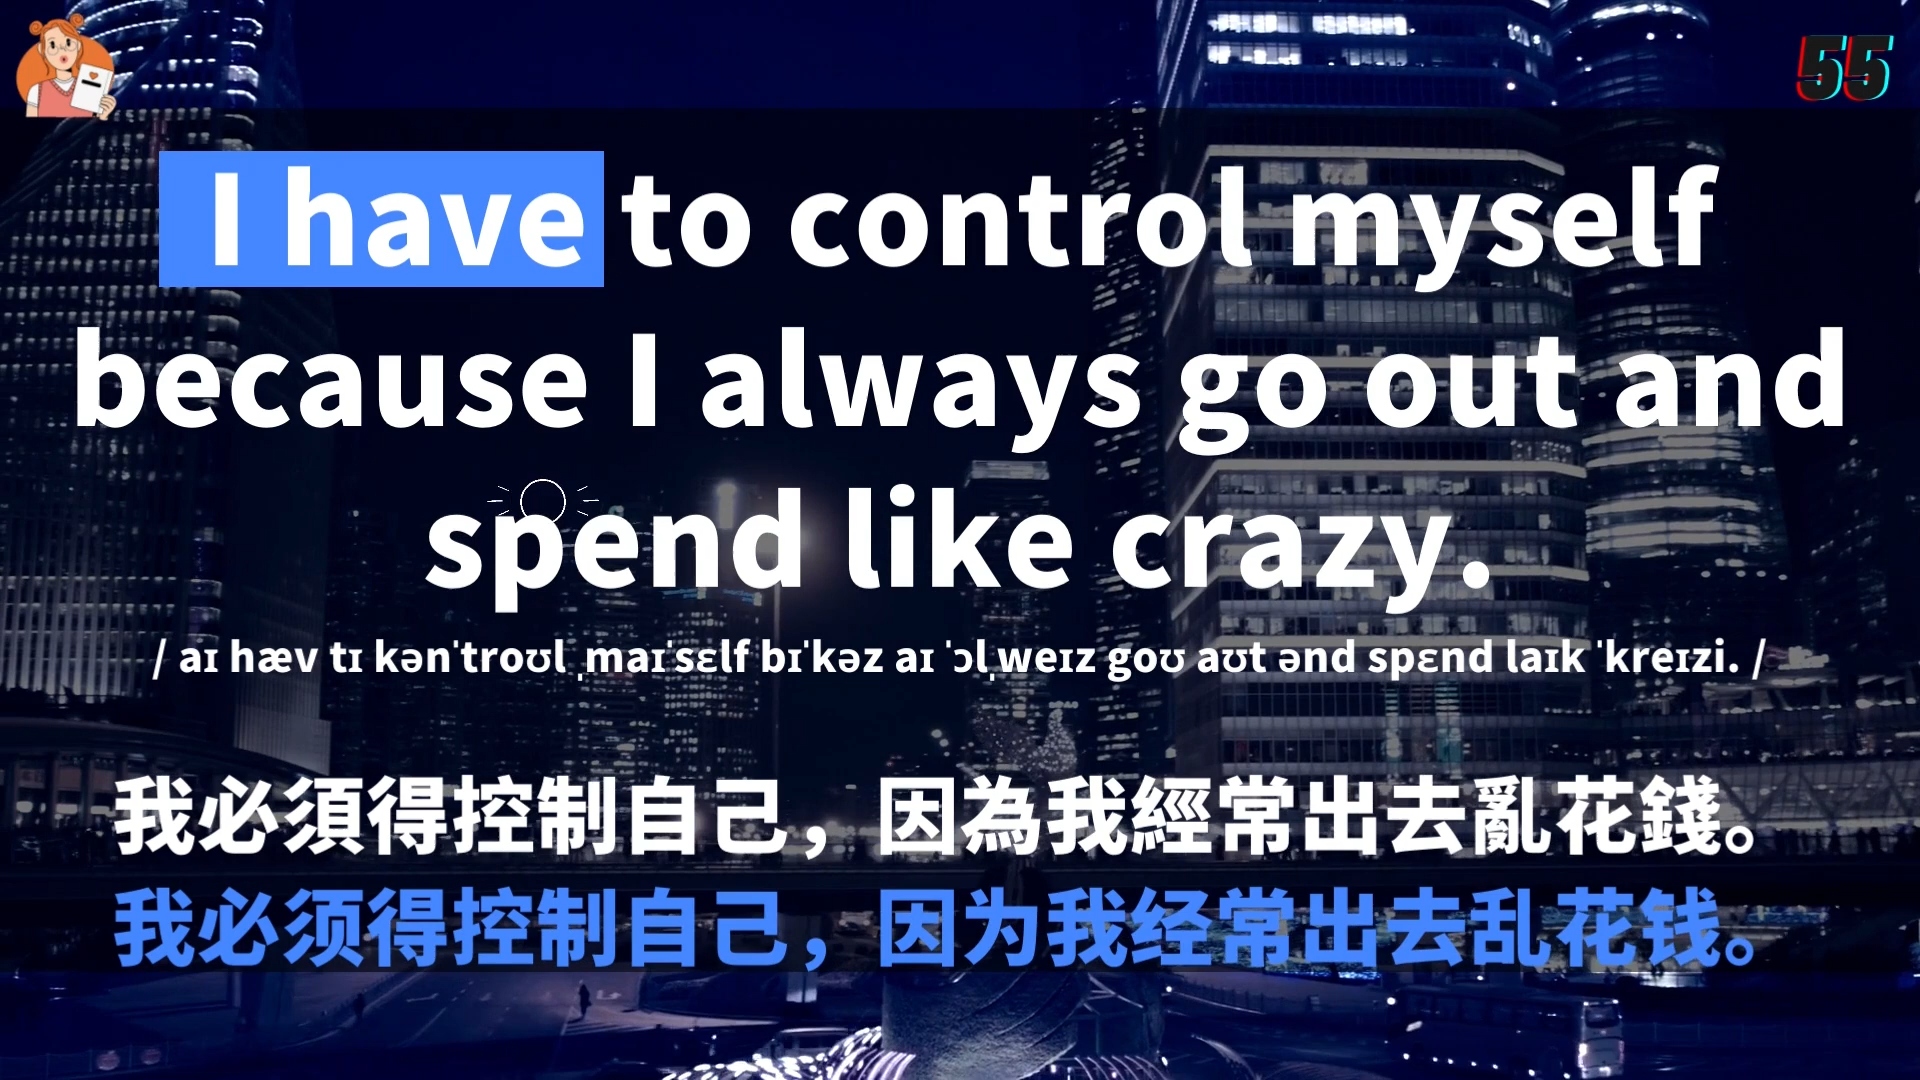 55
I have to control myself
because I always go out and
spend like crazy.
/ aɪ hæv tɪ kənˈtroʊl ˌmaɪˈsɛlf bɪˈkəz aɪ ˈɔlˌweɪz goʊ aʊt ənd spɛnd laɪk ˈkreɪzi. /
我必須得控制自己，因為我經常出去亂花錢。
我必须得控制自己，因为我经常出去乱花钱。